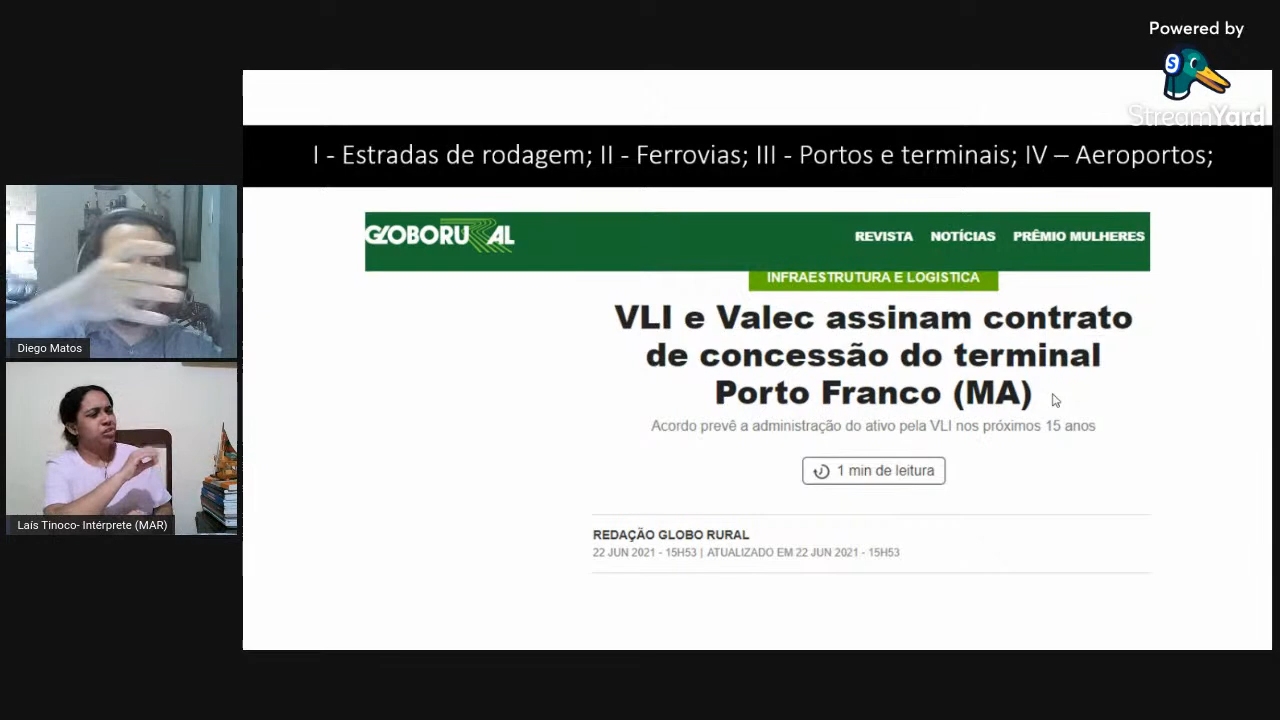 Powered by
StreamYard
I - Estradas de rodagem; II - Ferrovias; III - Portos e terminais; IV – Aeroportos;
GLOBORURAL
REVISTA NOTÍCIAS PRÊMIO MULHERES
INFRAESTRUTURA E LOGÍSTICA
VLI e Valec assinam contrato
de concessão do terminal
Porto Franco (MA)
Acordo prevê a administração do ativo pela VLI nos próximos 15 anos
1 min de leitura
REDAÇÃO GLOBO RURAL
22 JUN 2021 - 15H53 | ATUALIZADO EM 22 JUN 2021 - 15H53
Diego Matos
Laís Tinoco- Intérprete (MAR)